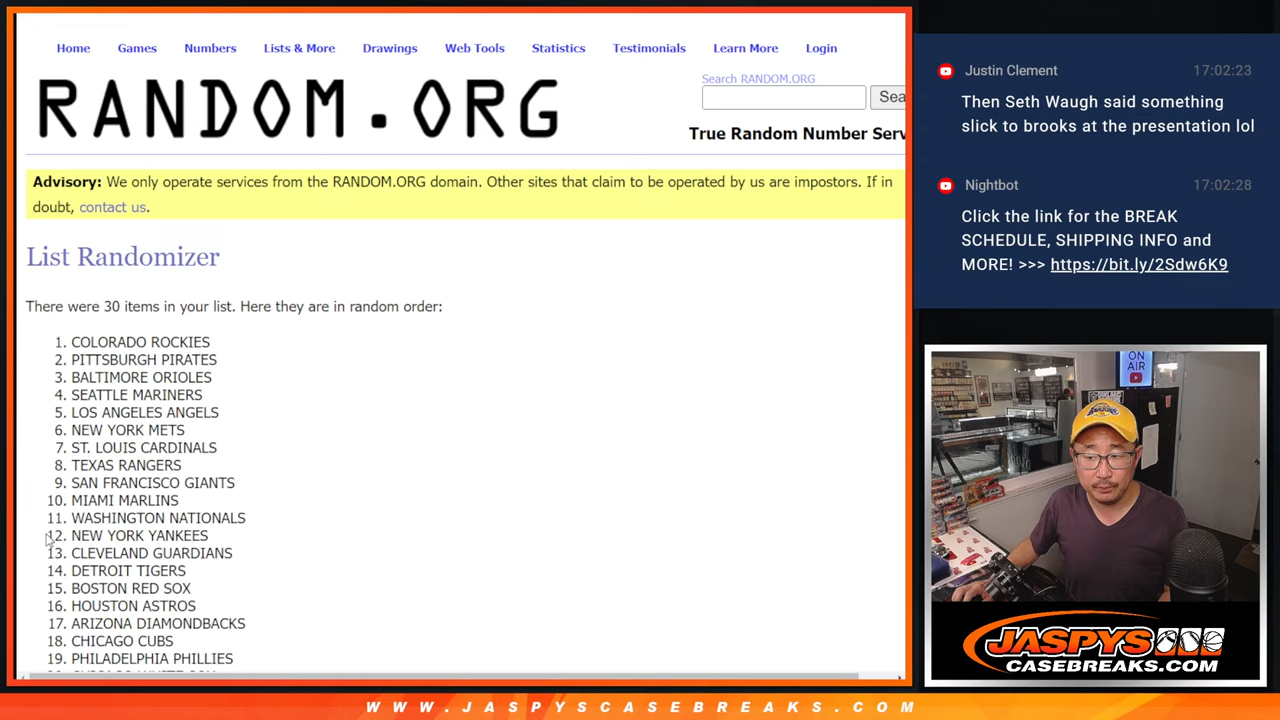 Home Games Numbers Lists & More Drawings Web Tools Statistics Testimonials Learn More Login
RANDOM.ORG
Search RANDOM.ORG
Sea
True Random Number Serv
Advisory: We only operate services from the RANDOM.ORG domain. Other sites that claim to be operated by us are impostors. If in
doubt, contact us.
List Randomizer
There were 30 items in your list. Here they are in random order:
1. COLORADO ROCKIES
2. PITTSBURGH PIRATES
3. BALTIMORE ORIOLES
4. SEATTLE MARINERS
5. LOS ANGELES ANGELS
6. NEW YORK METS
7. ST. LOUIS CARDINALS
8. TEXAS RANGERS
9. SAN FRANCISCO GIANTS
10. MIAMI MARLINS
11. WASHINGTON NATIONALS
12. NEW YORK YANKEES
13. CLEVELAND GUARDIANS
14. DETROIT TIGERS
15. BOSTON RED SOX
16. HOUSTON ASTROS
17. ARIZONA DIAMONDBACKS
18. CHICAGO CUBS
19. PHILADELPHIA PHILLIES
Justin Clement 17:02:23
Then Seth Waugh said something
slick to brooks at the presentation lol
Nightbot 17:02:28
Click the link for the BREAK
SCHEDULE, SHIPPING INFO and
MORE! >>> https://bit.ly/2Sdw6K9
ON
AIR
JASPYS
CASEBREAKS.COM
WWW.JASPYSCASEBREAKS.COM